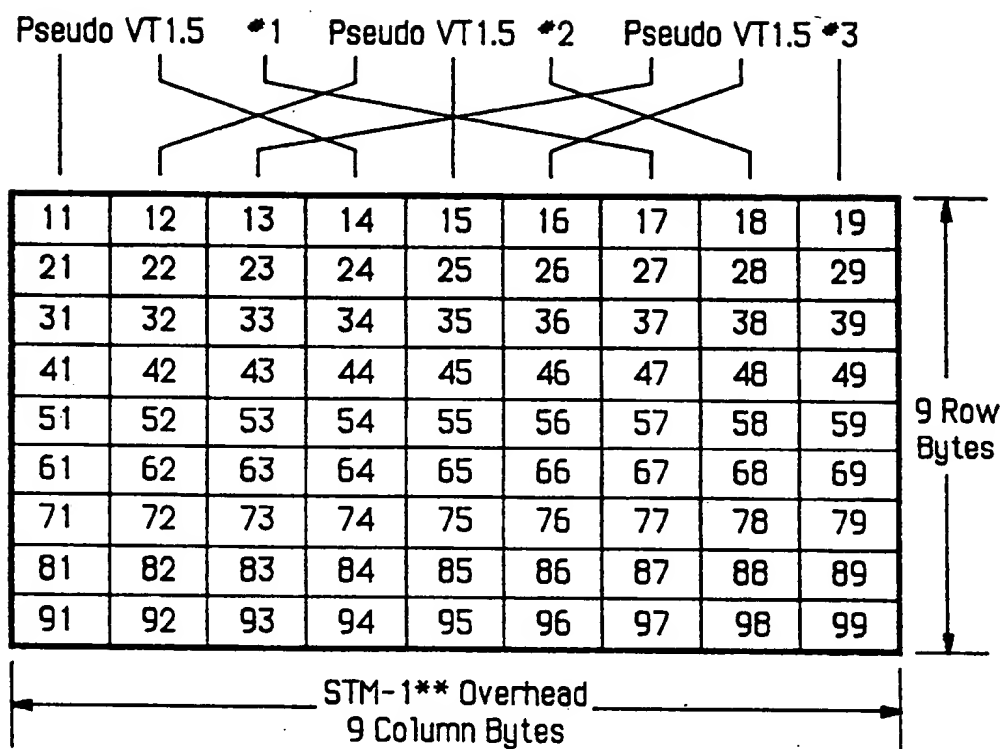 Pseudo VT1.5 #1 Pseudo VT1.5 #2 Pseudo VT1.5 #3
11 12 13 14 15 16 17 18 19
21 22 23 24 25 26 27 28 29
31 32 33 34 35 36 37 38 39
41 42 43 44 45 46 47 48 49
51 52 53 54 55 56 57 58 59
61 62 63 64 65 66 67 68 69
71 72 73 74 75 76 77 78 79
81 82 83 84 85 86 87 88 89
91 92 93 94 95 96 97 98 99
9 Row
Bytes
STM-1** Overhead
9 Column Bytes